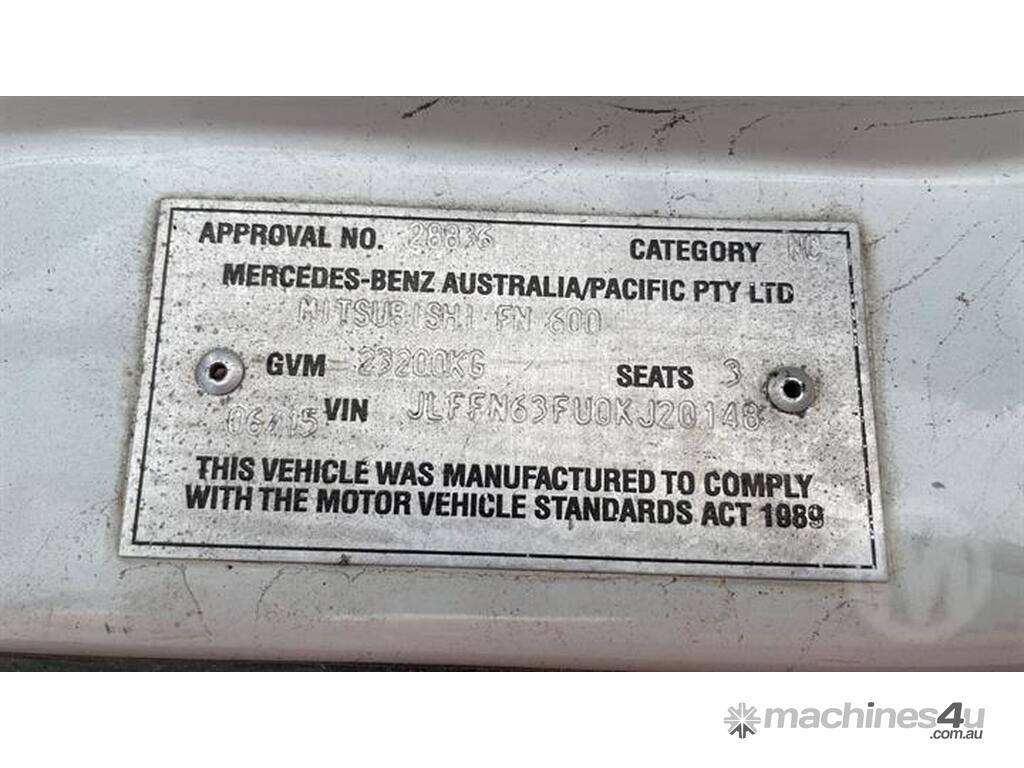 APPROVAL NO. 28836 CATEGORY NC
MERCEDES-BENZ AUSTRALIA/PACIFIC PTY LTD
MITSUBISHI FN 600
GVM 23200KG SEATS 3
06/15 VIN JLFFN63FU0KJ20148
THIS VEHICLE WAS MANUFACTURED TO COMPLY
WITH THE MOTOR VEHICLE STANDARDS ACT 1989
machines4u
.com.au